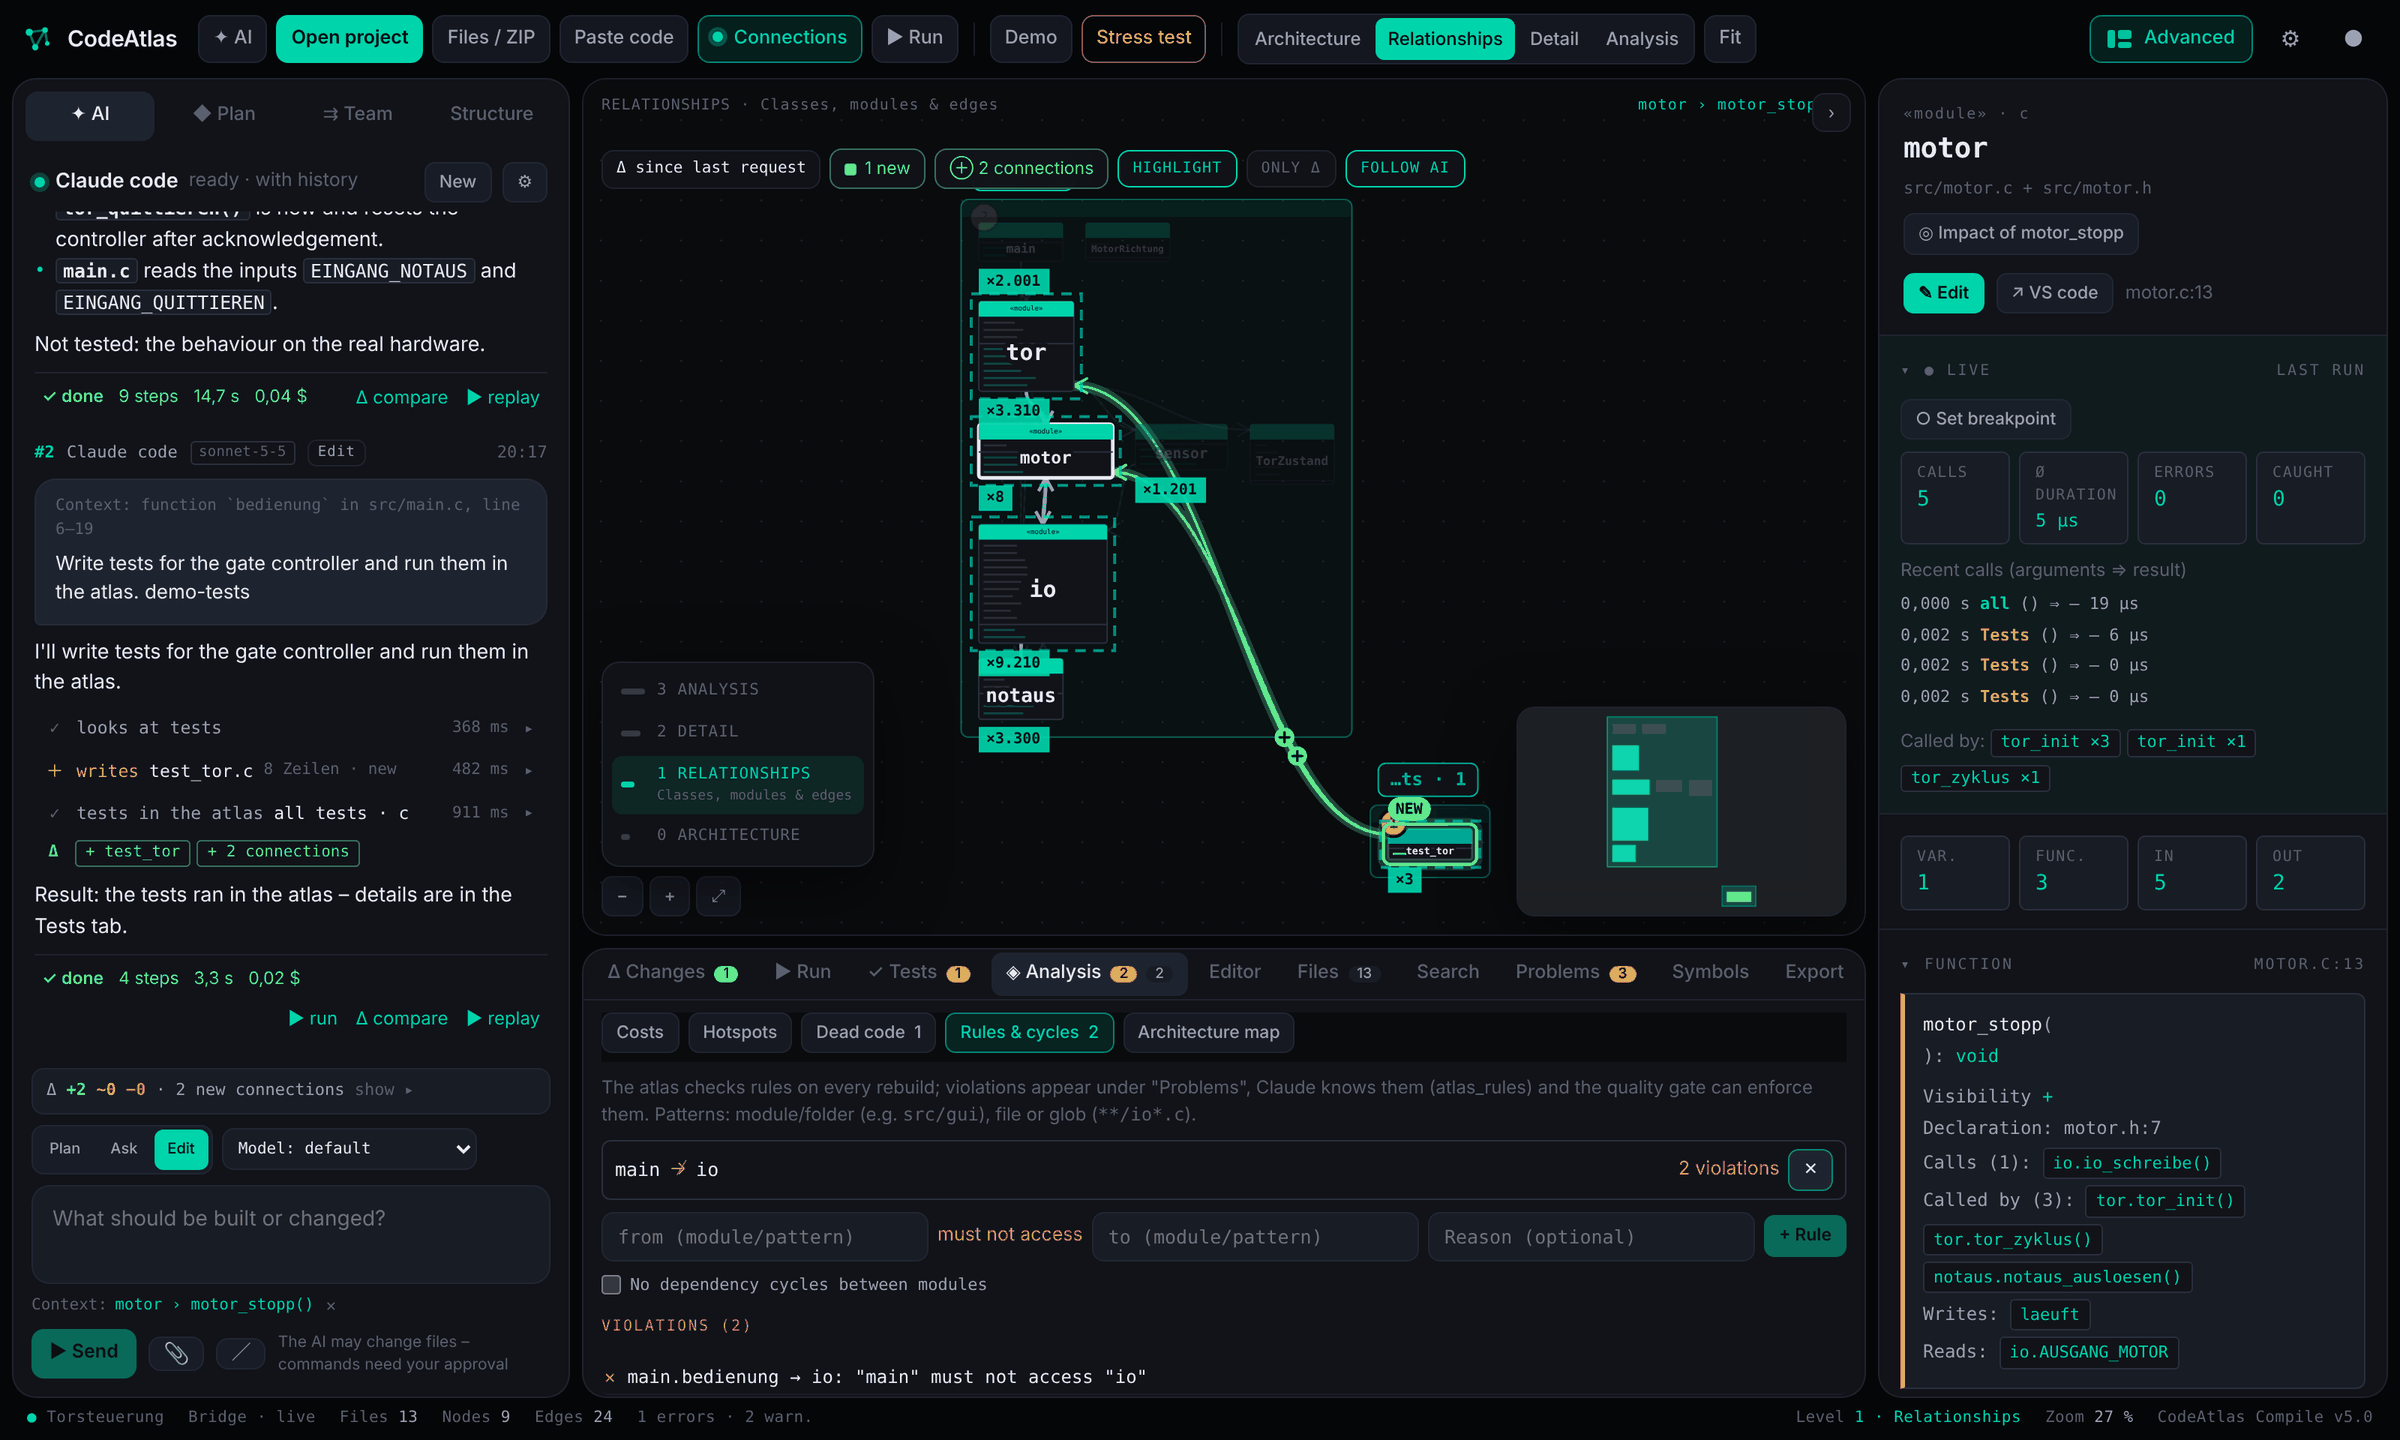 CodeAtlas
✦ AI
Open project
Files / ZIP
Paste code
Connections
▶ Run
Demo
Stress test
Architecture
Relationships
Detail
Analysis
Fit
Advanced
✦ AI
◆ Plan
⇉ Team
Structure
Claude code ready · with history
New
tor_quittieren() is new and resets the
controller after acknowledgement.
• main.c reads the inputs EINGANG_NOTAUS and
EINGANG_QUITTIEREN.
Not tested: the behaviour on the real hardware.
✓ done 9 steps 14,7 s 0,04 $ Δ compare ▶ replay
#2 Claude code sonnet-5-5 Edit 20:17
Context: function `bedienung` in src/main.c, line
6–19
Write tests for the gate controller and run them in
the atlas. demo-tests
I'll write tests for the gate controller and run them in
the atlas.
✓ looks at tests 368 ms ▸
+ writes test_tor.c 8 Zeilen · new 482 ms ▸
✓ tests in the atlas all tests · c 911 ms ▸
Δ + test_tor + 2 connections
Result: the tests ran in the atlas – details are in the
Tests tab.
✓ done 4 steps 3,3 s 0,02 $
▶ run Δ compare ▶ replay
Δ +2 ~0 −0 · 2 new connections show ▸
Plan Ask Edit Model: default
What should be built or changed?
Context: motor › motor_stopp() ×
▶ Send
The AI may change files –
commands need your approval
RELATIONSHIPS · Classes, modules & edges
motor › motor_stop
Δ since last request
1 new
2 connections
HIGHLIGHT
ONLY Δ
FOLLOW AI
main
MotorRichtung
×2.001
«module»
tor
×3.310
«module»
motor
sensor
TorZustand
×8
×1.201
«module»
io
×9.210
notaus
×3.300
…ts · 1
NEW
test_tor
×3
3 ANALYSIS
2 DETAIL
1 RELATIONSHIPS
Classes, modules & edges
0 ARCHITECTURE
Δ Changes 1
▶ Run
✓ Tests 1
◈ Analysis 2 2
Editor
Files 13
Search
Problems 3
Symbols
Export
Costs
Hotspots
Dead code 1
Rules & cycles 2
Architecture map
The atlas checks rules on every rebuild; violations appear under "Problems", Claude knows them (atlas_rules) and the quality gate can enforce
them. Patterns: module/folder (e.g. src/gui), file or glob (**/io*.c).
main ↛ io 2 violations ×
from (module/pattern) must not access to (module/pattern) Reason (optional) + Rule
No dependency cycles between modules
VIOLATIONS (2)
× main.bedienung → io: "main" must not access "io"
«module» · c
motor
src/motor.c + src/motor.h
◎ Impact of motor_stopp
✎ Edit
↗ VS code
motor.c:13
▾ ● LIVE LAST RUN
Set breakpoint
CALLS
5
Ø
DURATION
5 µs
ERRORS
0
CAUGHT
0
Recent calls (arguments ⇒ result)
0,000 s all () ⇒ – 19 µs
0,002 s Tests () ⇒ – 6 µs
0,002 s Tests () ⇒ – 0 µs
0,002 s Tests () ⇒ – 0 µs
Called by: tor_init ×3 tor_init ×1
tor_zyklus ×1
VAR.
1
FUNC.
3
IN
5
OUT
2
▾ FUNCTION MOTOR.C:13
motor_stopp(
): void
Visibility +
Declaration: motor.h:7
Calls (1): io.io_schreibe()
Called by (3): tor.tor_init()
tor.tor_zyklus()
notaus.notaus_ausloesen()
Writes: laeuft
Reads: io.AUSGANG_MOTOR
● Torsteuerung Bridge · live Files 13 Nodes 9 Edges 24 1 errors · 2 warn.
Level 1 · Relationships Zoom 27 % CodeAtlas Compile v5.0